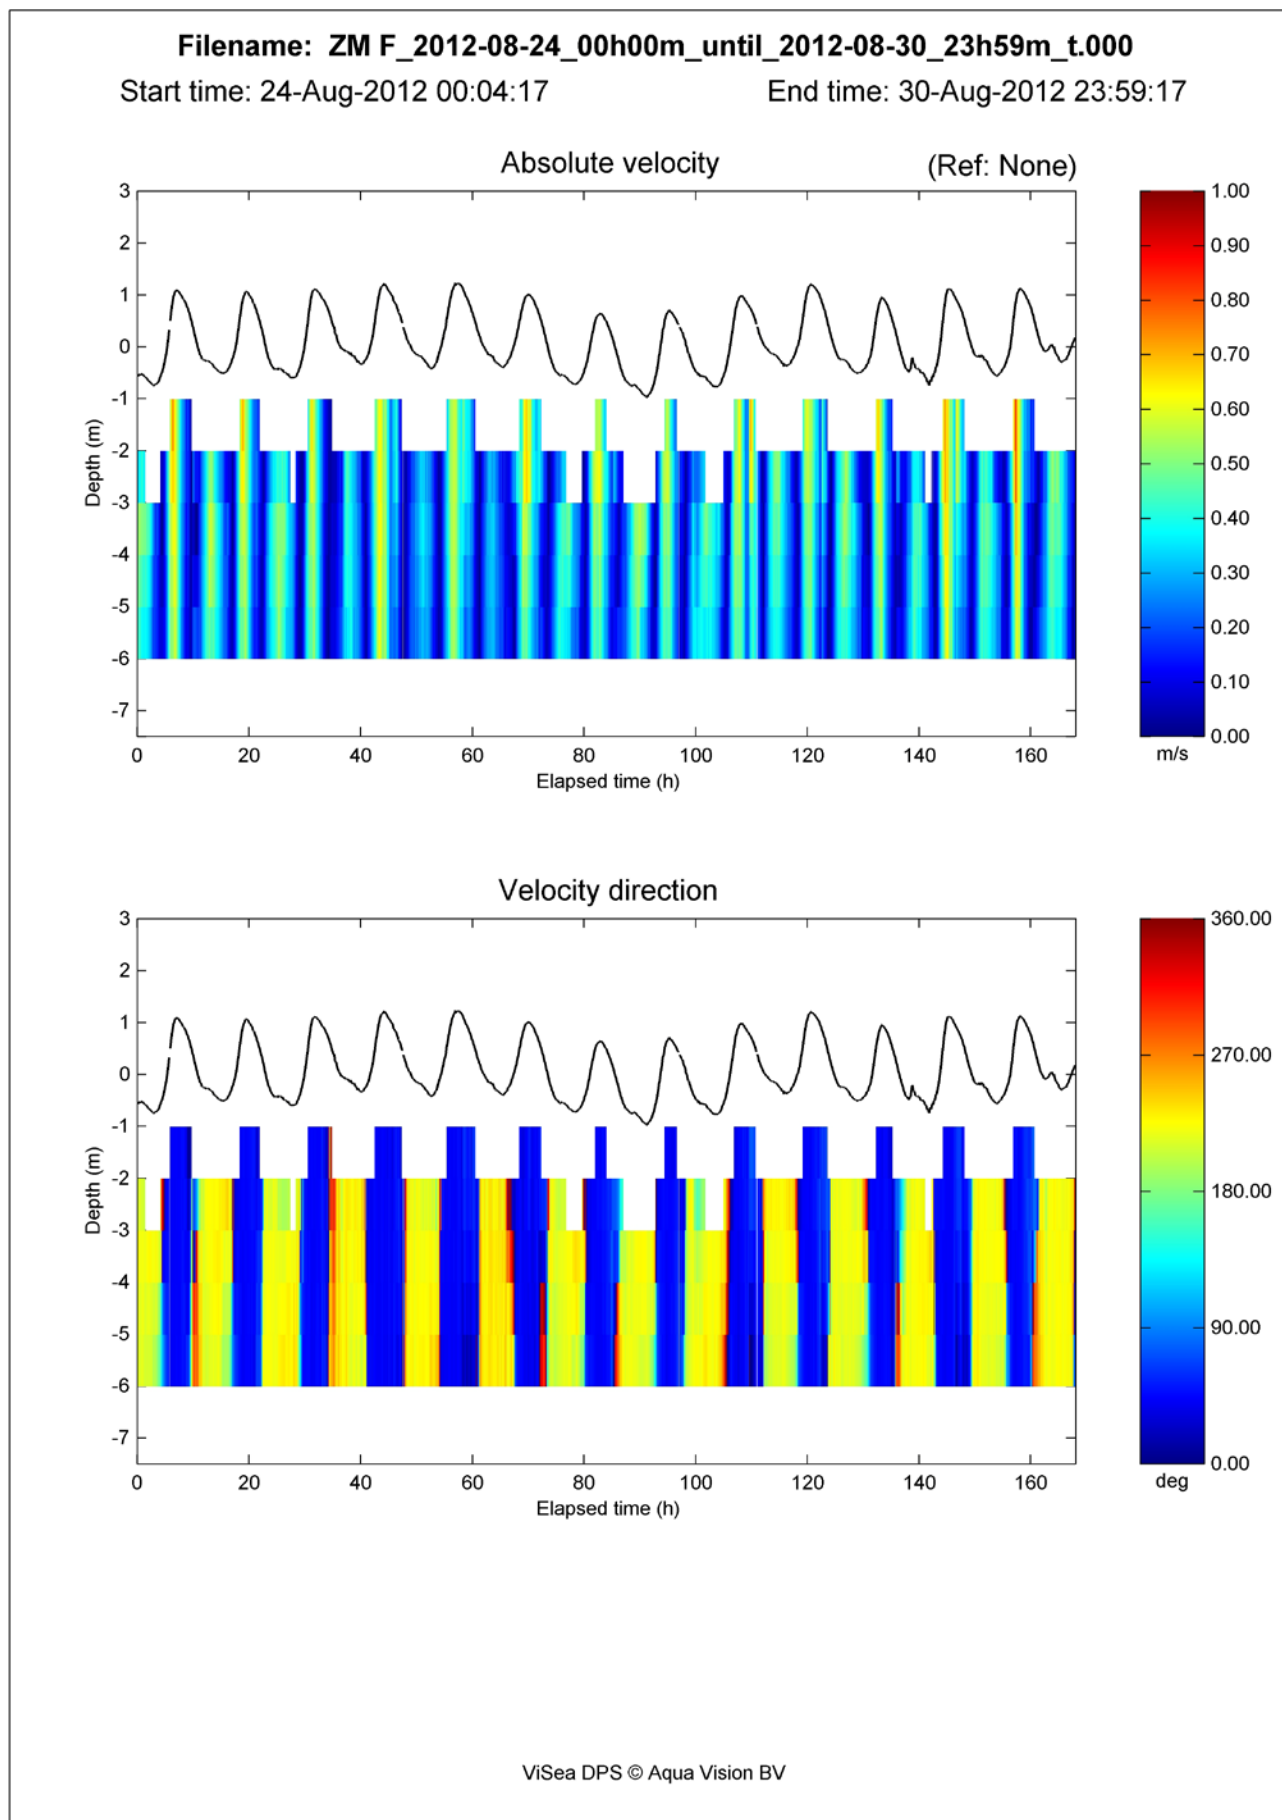 Filename: ZM F_2012-08-24_00h00m_until_2012-08-30_23h59m_t.000
Start time: 24-Aug-2012 00:04:17 End time: 30-Aug-2012 23:59:17
Absolute velocity (Ref: None)
3
2
1
0
-1
-2
-3
-4
-5
-6
-7
Depth (m)
0 20 40 60 80 100 120 140 160
Elapsed time (h)
1.00
0.90
0.80
0.70
0.60
0.50
0.40
0.30
0.20
0.10
0.00
m/s
Velocity direction
3
2
1
0
-1
-2
-3
-4
-5
-6
-7
Depth (m)
0 20 40 60 80 100 120 140 160
Elapsed time (h)
360.00
270.00
180.00
90.00
0.00
deg
ViSea DPS © Aqua Vision BV